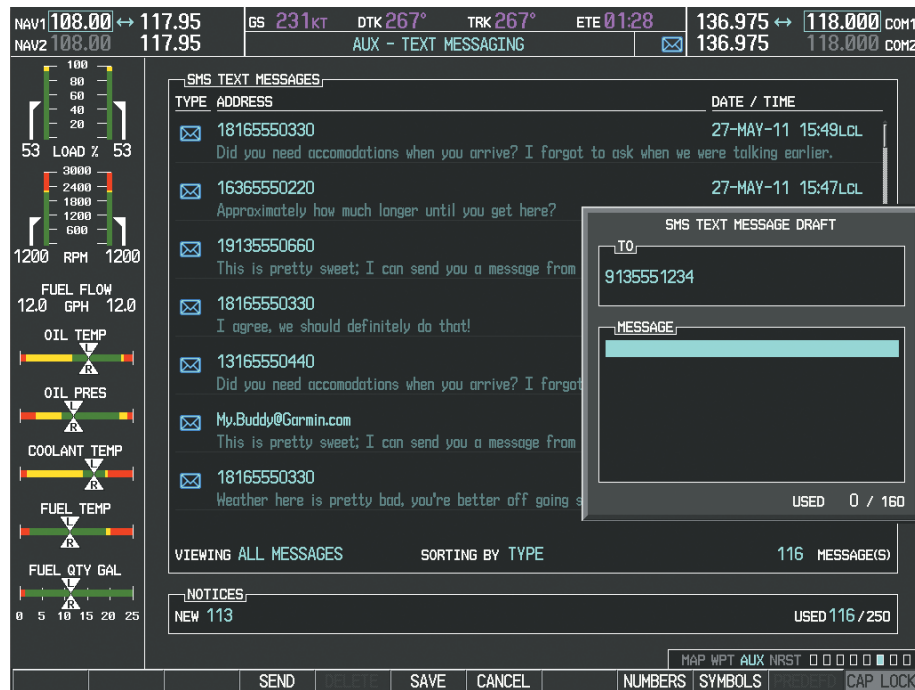 NAV1 108.00 ↔ 117.95
NAV2 108.00 117.95
GS 231KT DTK 267° TRK 267° ETE 01:28
AUX - TEXT MESSAGING
136.975 ↔ 118.000 COM1
136.975 118.000 COM2
100
80
60
40
20
53 LOAD % 53
3000
2400
1800
1200
600
1200 RPM 1200
FUEL FLOW
12.0 GPH 12.0
OIL TEMP
L
R
OIL PRES
L
R
COOLANT TEMP
L
R
FUEL TEMP
L
R
FUEL QTY GAL
L
R
0 5 10 15 20 25
SMS TEXT MESSAGES
TYPE ADDRESS DATE / TIME
18165550330 27-MAY-11 15:49LCL
Did you need accomodations when you arrive? I forgot to ask when we were talking earlier.
16365550220 27-MAY-11 15:47LCL
Approximately how much longer until you get here?
19135550660
This is pretty sweet; I can send you a message from
18165550330
I agree, we should definitely do that!
13165550440
Did you need accomodations when you arrive? I forgot
My.Buddy@Garmin.com
This is pretty sweet; I can send you a message from
18165550330
Weather here is pretty bad, you're better off going s
SMS TEXT MESSAGE DRAFT
TO
9135551234
MESSAGE
USED 0 / 160
VIEWING ALL MESSAGES SORTING BY TYPE 116 MESSAGE(S)
NOTICES
NEW 113 USED 116 / 250
MAP WPT AUX NRST
SEND DELETE SAVE CANCEL NUMBERS SYMBOLS PREDEFD CAP LOCK